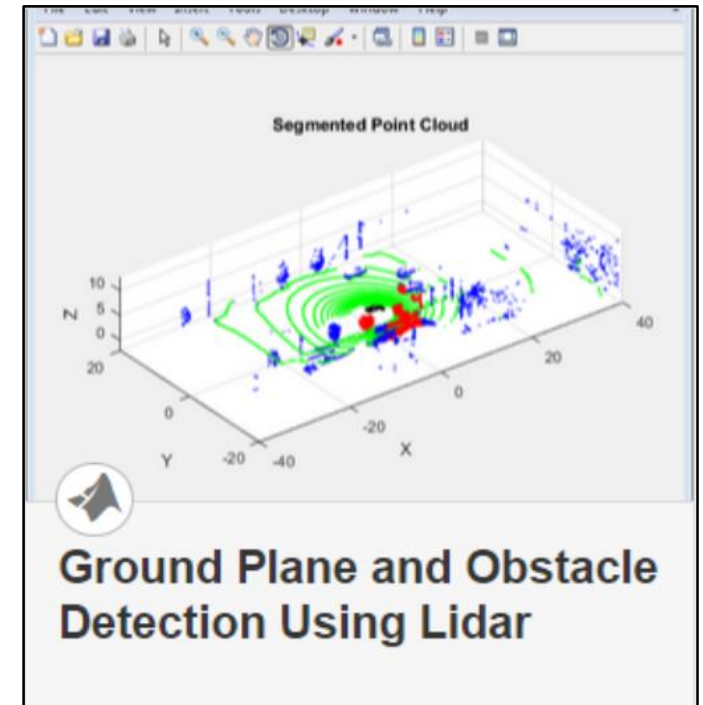 Segmented Point Cloud
10
5
0
Z
20
0
-20
Y
-40
-20
0
20
40
X
Ground Plane and Obstacle
Detection Using Lidar